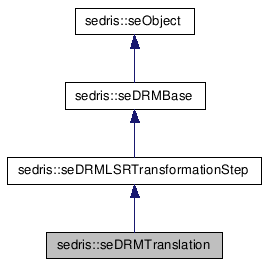 sedris::seObject
sedris::seDRMBase
sedris::seDRMLSRTransformationStep
sedris::seDRMTranslation